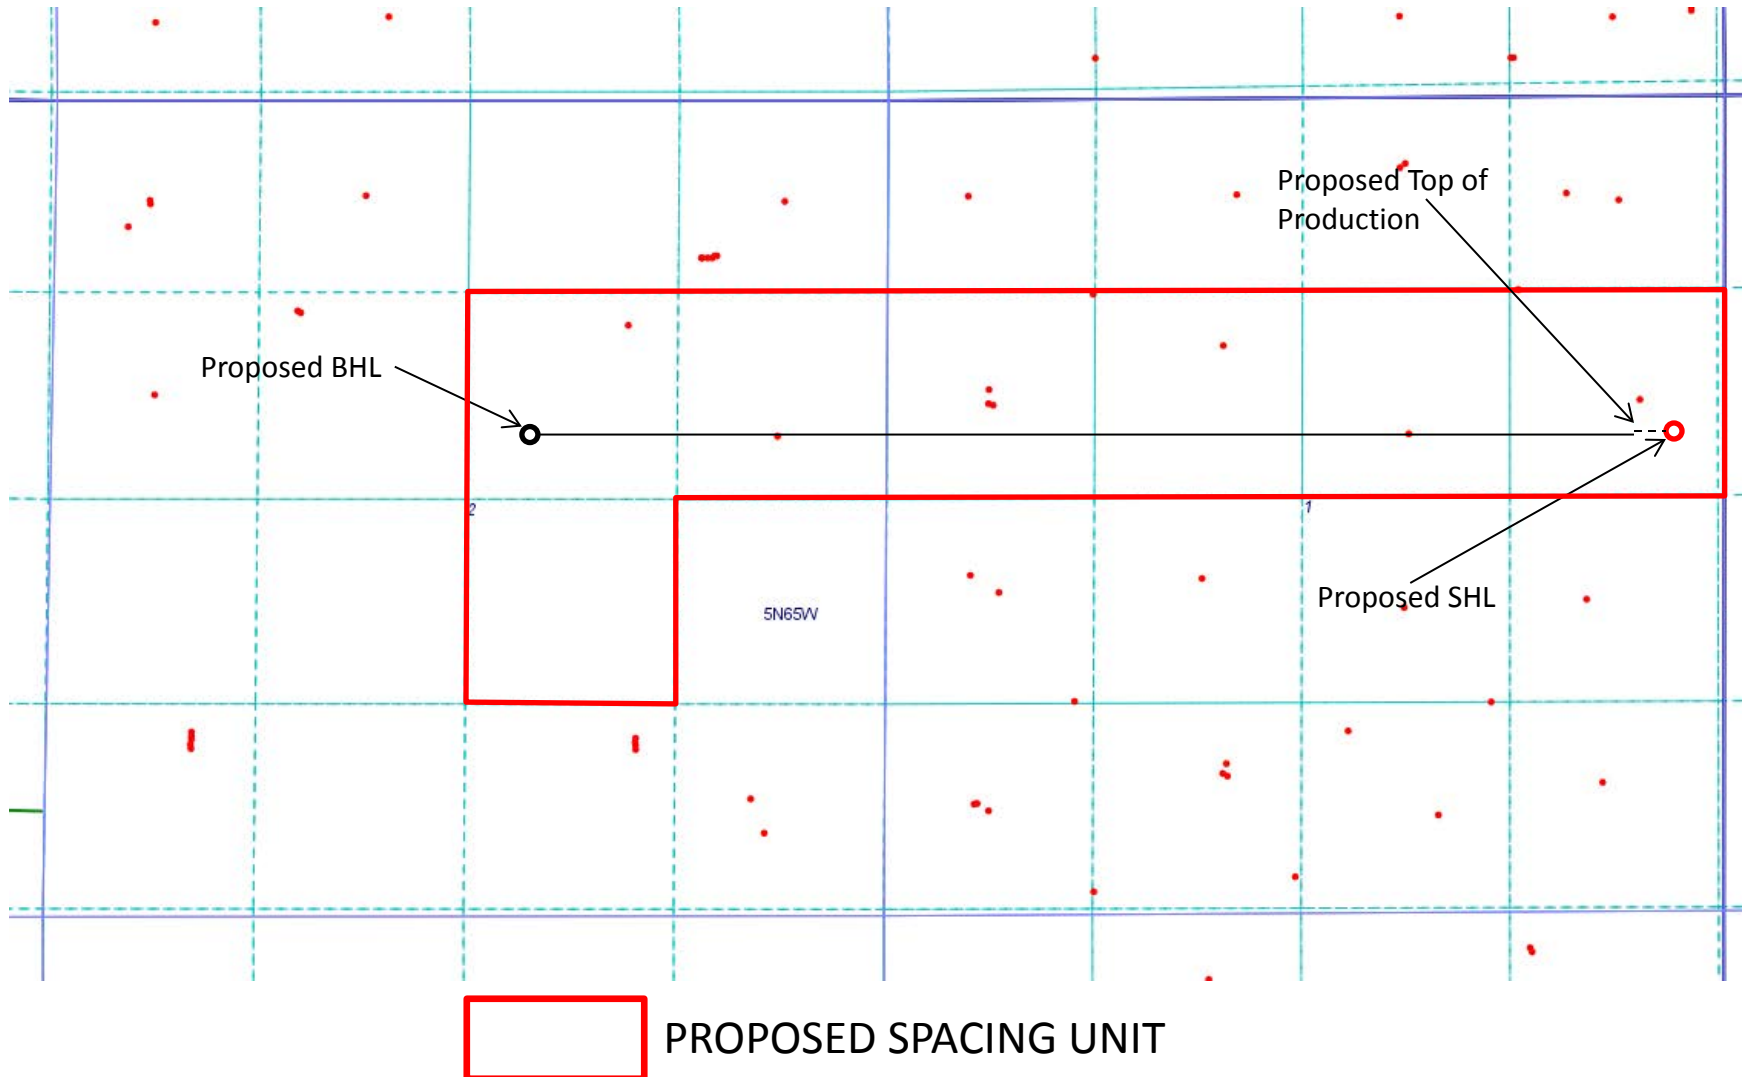 Proposed Top of
Production
Proposed BHL
2
1
Proposed SHL
5N65W
PROPOSED SPACING UNIT